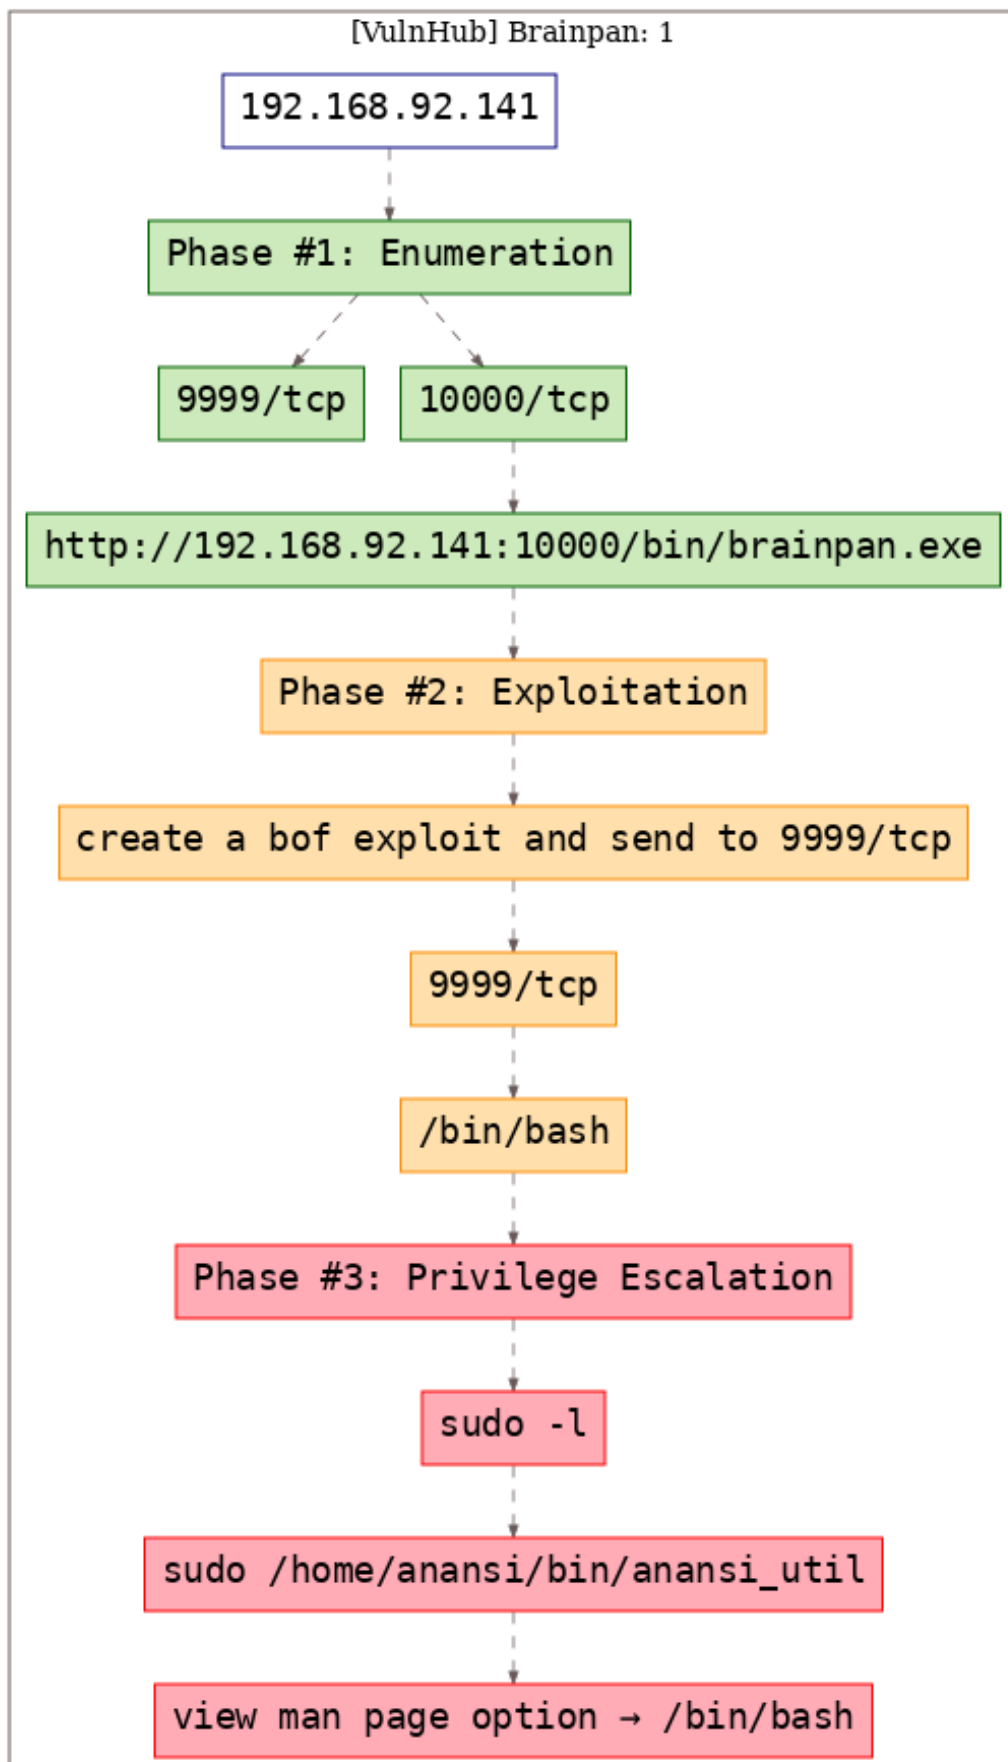 [VulnHub] Brainpan: 1
192.168.92.141
Phase #1: Enumeration
9999/tcp
10000/tcp
http://192.168.92.141:10000/bin/brainpan.exe
Phase #2: Exploitation
create a bof exploit and send to 9999/tcp
9999/tcp
/bin/bash
Phase #3: Privilege Escalation
sudo -l
sudo /home/anansi/bin/anansi_util
view man page option → /bin/bash